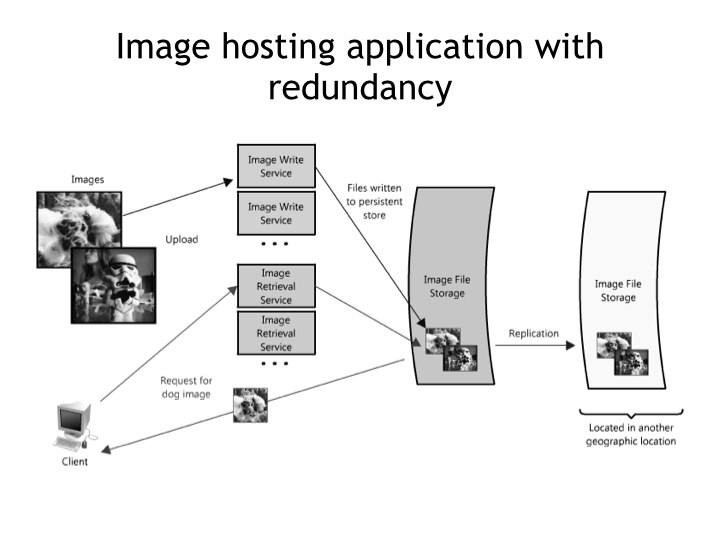 Image hosting application with
redundancy
Images
Upload
Image Write
Service
Image Write
Service
...
Image
Retrieval
Service
Image
Retrieval
Service
...
Files written
to persistent
store
Image File
Storage
Replication
Image File
Storage
Request for
dog image
Client
Located in another
geographic location